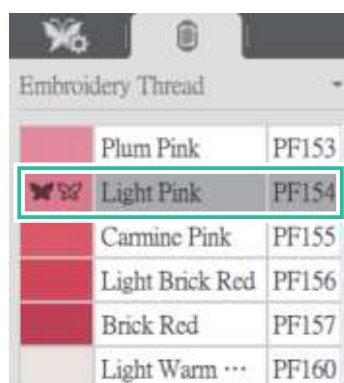 Embroidery Thread
Plum Pink PF153
Light Pink PF154
Carmine Pink PF155
Light Brick Red PF156
Brick Red PF157
Light Warm ⋯ PF160